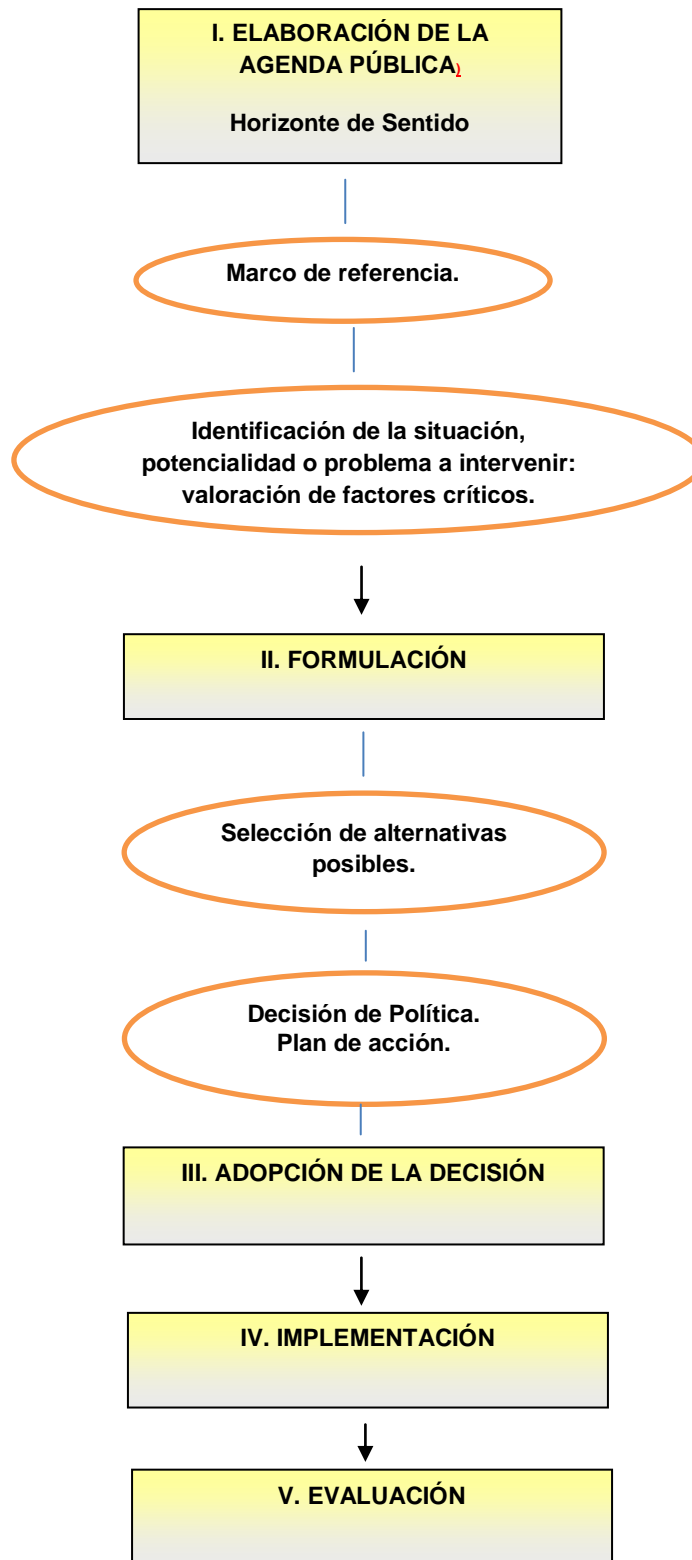 I. ELABORACIÓN DE LA
AGENDA PÚBLICA)
Horizonte de Sentido
Marco de referencia.
Identificación de la situación,
potencialidad o problema a intervenir:
valoración de factores críticos.
II. FORMULACIÓN
Selección de alternativas
posibles.
Decisión de Política.
Plan de acción.
III. ADOPCIÓN DE LA DECISIÓN
IV. IMPLEMENTACIÓN
V. EVALUACIÓN